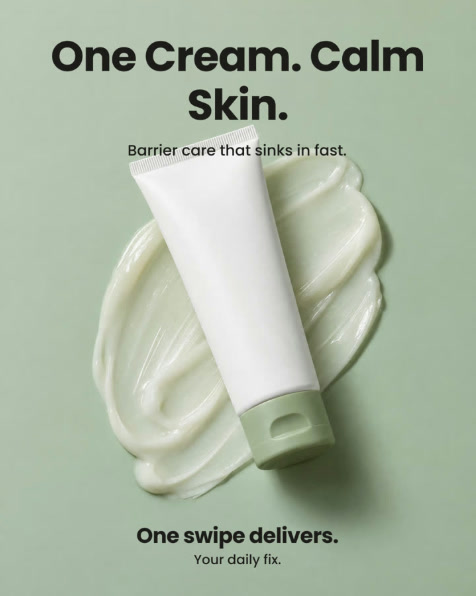 One Cream. Calm
Skin.
Barrier care that sinks in fast.
One swipe delivers.
Your daily fix.